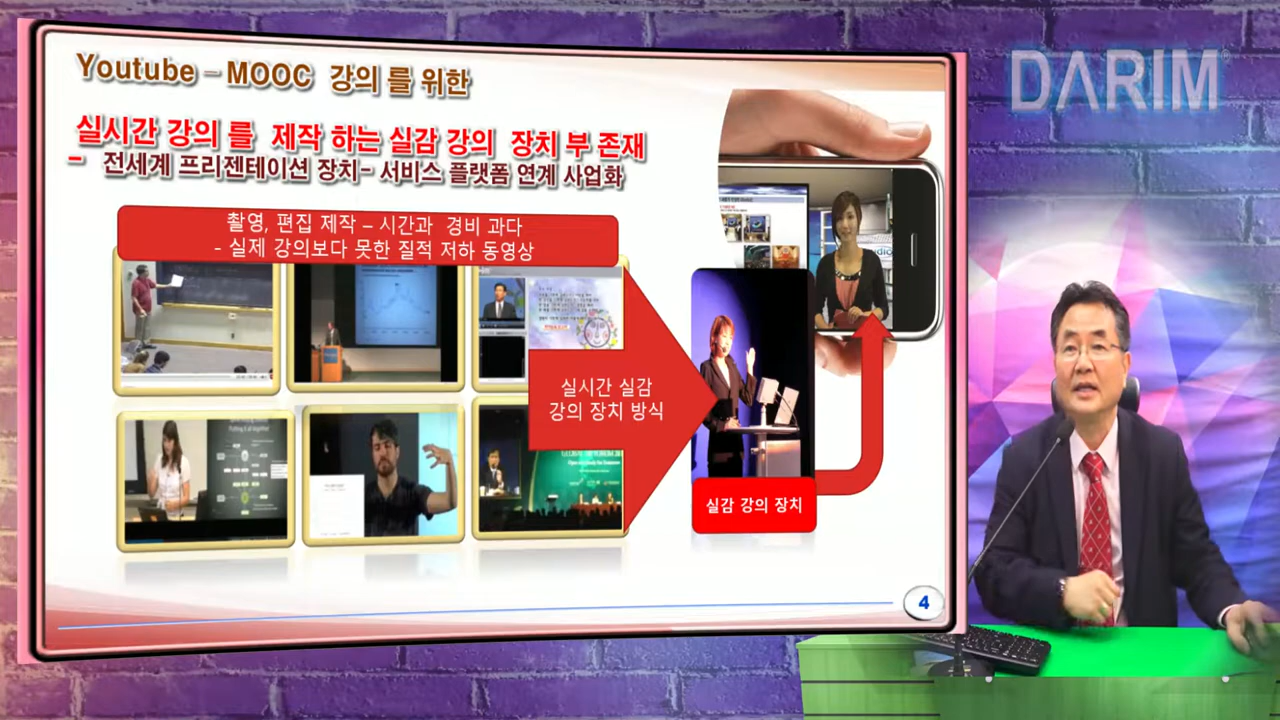 Youtube – MOOC 강의 를 위한
실시간 강의 를 제작 하는 실감 강의 장치 부 존재
- 전세계 프리젠테이션 장치- 서비스 플랫폼 연계 사업화
촬영, 편집 제작 – 시간과 경비 과다
- 실제 강의보다 못한 질적 저하 동영상
실시간 실감
강의 장치 방식
실감 강의 장치
4
DARIM®